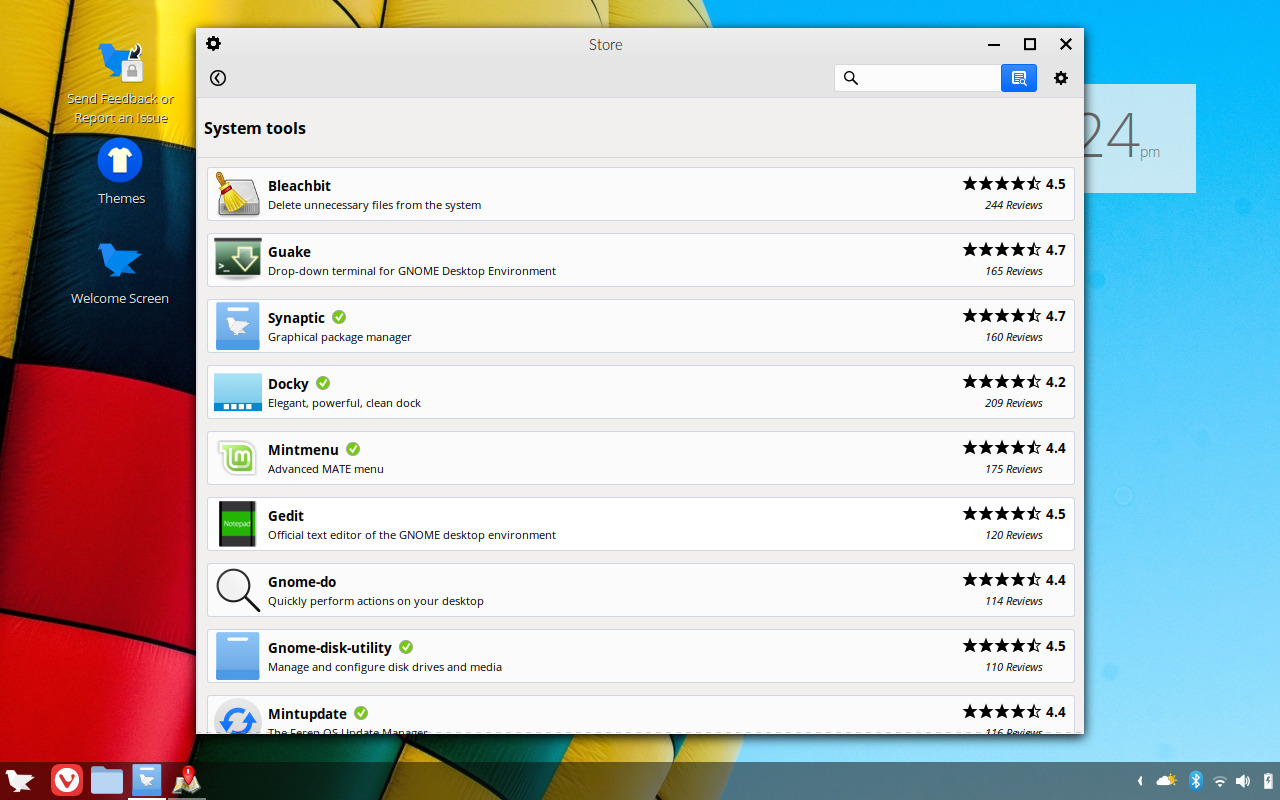 Store
Send Feedback or
Report an Issue
Themes
Welcome Screen
24 pm
System tools
Bleachbit
Delete unnecessary files from the system
4.5
244 Reviews
Guake
Drop-down terminal for GNOME Desktop Environment
4.7
165 Reviews
Synaptic
Graphical package manager
4.7
160 Reviews
Docky
Elegant, powerful, clean dock
4.2
209 Reviews
Mintmenu
Advanced MATE menu
4.4
175 Reviews
Notepad
Gedit
Official text editor of the GNOME desktop environment
4.5
120 Reviews
Gnome-do
Quickly perform actions on your desktop
4.4
114 Reviews
Gnome-disk-utility
Manage and configure disk drives and media
4.5
110 Reviews
Mintupdate
The Feren OS Update Manager
4.4
116 Reviews